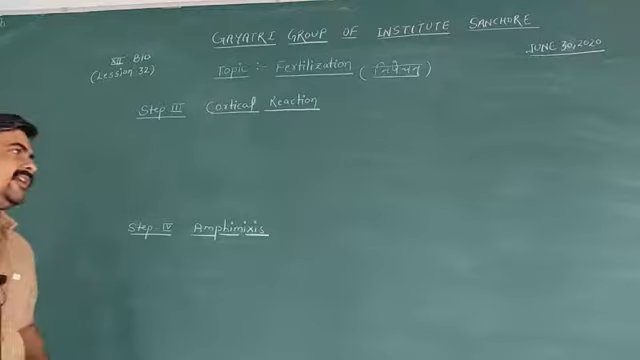 GAYATRI GROUP OF INSTITUTE SANCHORE
JUNE 30, 2020
XII BIO
(Lession 32)
Topic :- Fertilization (निषेचन)
Step III Cortical Reaction
Step-IV Amphimixis